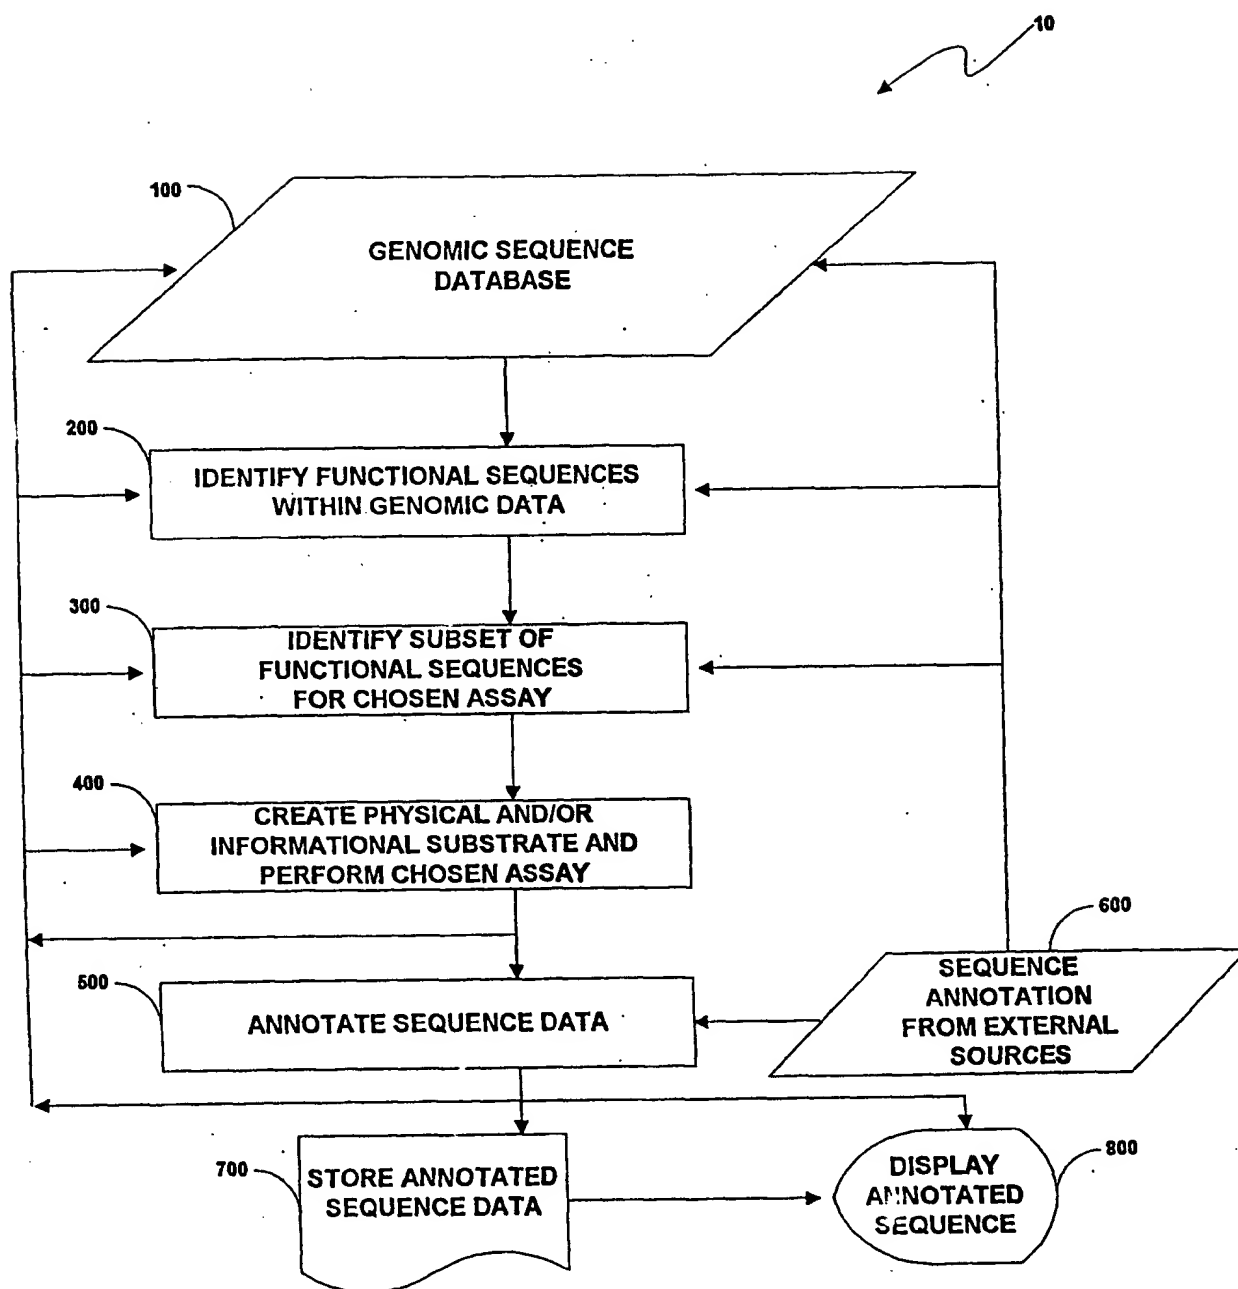 10
100
GENOMIC SEQUENCE
DATABASE
200
IDENTIFY FUNCTIONAL SEQUENCES
WITHIN GENOMIC DATA
300
IDENTIFY SUBSET OF
FUNCTIONAL SEQUENCES
FOR CHOSEN ASSAY
400
CREATE PHYSICAL AND/OR
INFORMATIONAL SUBSTRATE AND
PERFORM CHOSEN ASSAY
600
SEQUENCE
ANNOTATION
FROM EXTERNAL
SOURCES
500
ANNOTATE SEQUENCE DATA
700
STORE ANNOTATED
SEQUENCE DATA
800
DISPLAY
ANNOTATED
SEQUENCE